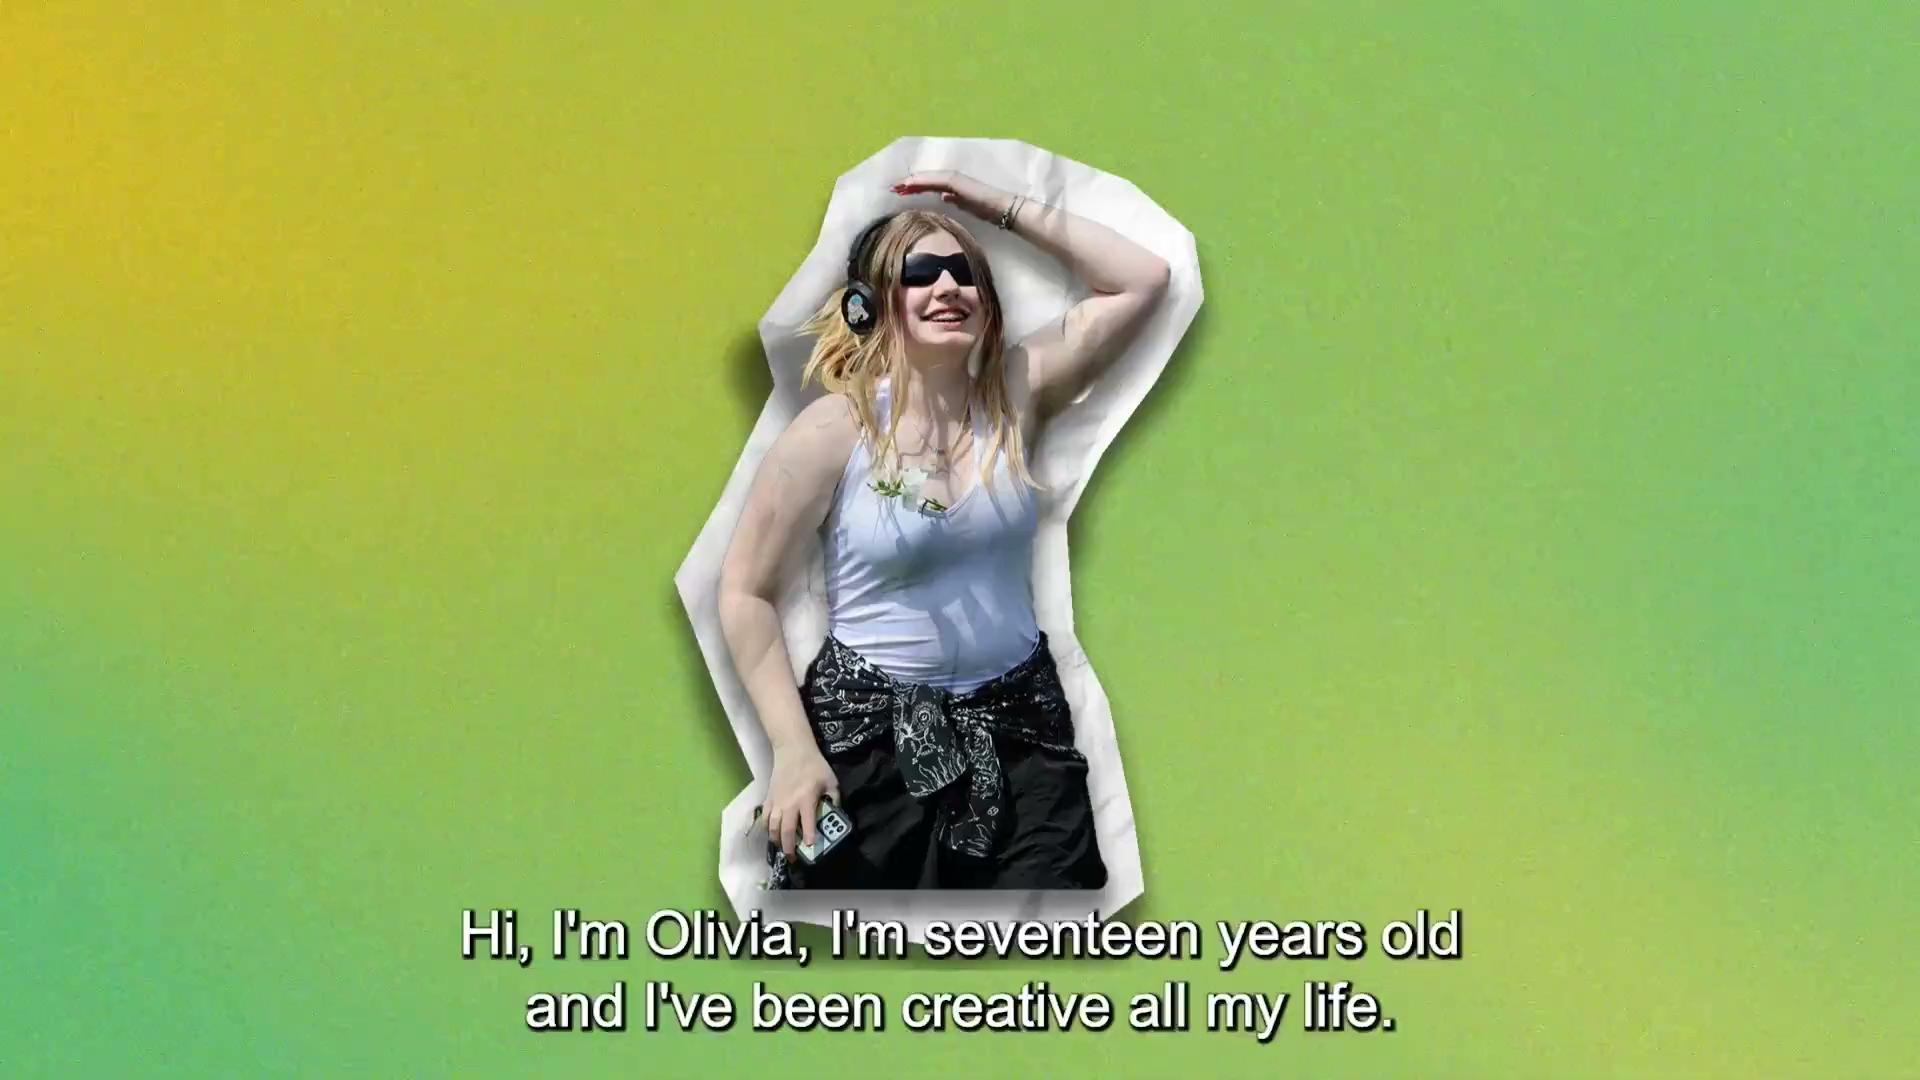 Hi, I'm Olivia, I'm seventeen years old
and I've been creative all my life.